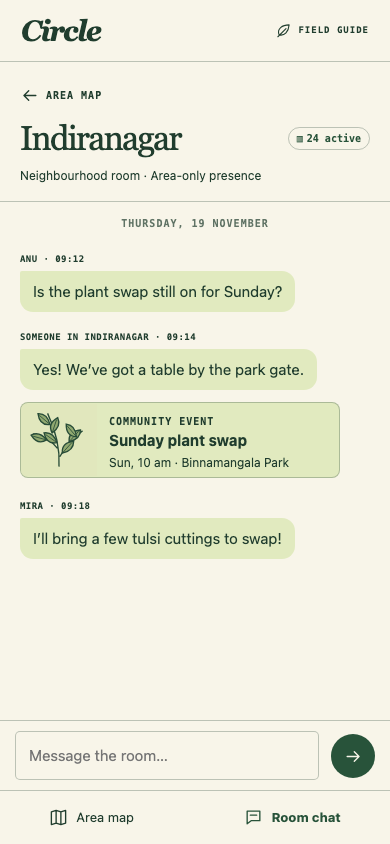 Circle
FIELD GUIDE
AREA MAP
Indiranagar
24 active
Neighbourhood room · Area-only presence
THURSDAY, 19 NOVEMBER
ANU · 09:12
Is the plant swap still on for Sunday?
SOMEONE IN INDIRANAGAR · 09:14
Yes! We’ve got a table by the park gate.
COMMUNITY EVENT
Sunday plant swap
Sun, 10 am · Binnamangala Park
MIRA · 09:18
I’ll bring a few tulsi cuttings to swap!
Message the room...
Area map
Room chat